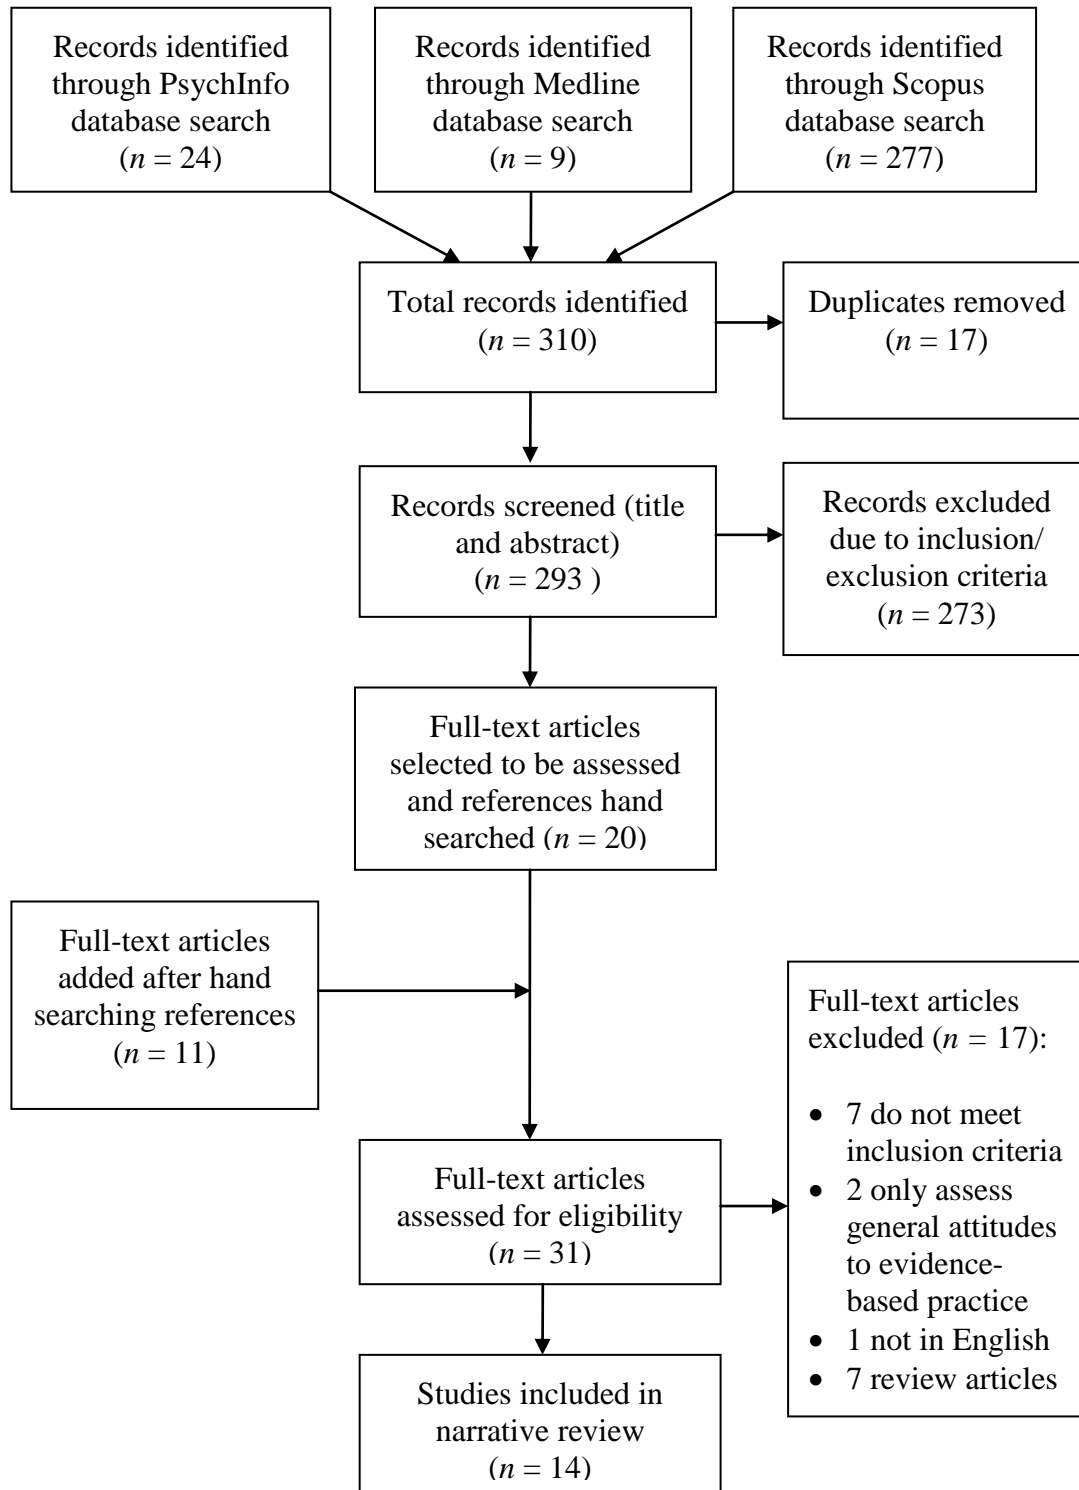 Records identified
through PsychInfo
database search
(n = 24)
Records identified
through Medline
database search
(n = 9)
Records identified
through Scopus
database search
(n = 277)
Total records identified
(n = 310)
Duplicates removed
(n = 17)
Records screened (title
and abstract)
(n = 293 )
Records excluded
due to inclusion/
exclusion criteria
(n = 273)
Full-text articles
selected to be assessed
and references hand
searched (n = 20)
Full-text articles
added after hand
searching references
(n = 11)
Full-text articles
assessed for eligibility
(n = 31)
Full-text articles
excluded (n = 17):
• 7 do not meet
inclusion criteria
• 2 only assess
general attitudes
to evidence-
based practice
• 1 not in English
• 7 review articles
Studies included in
narrative review
(n = 14)